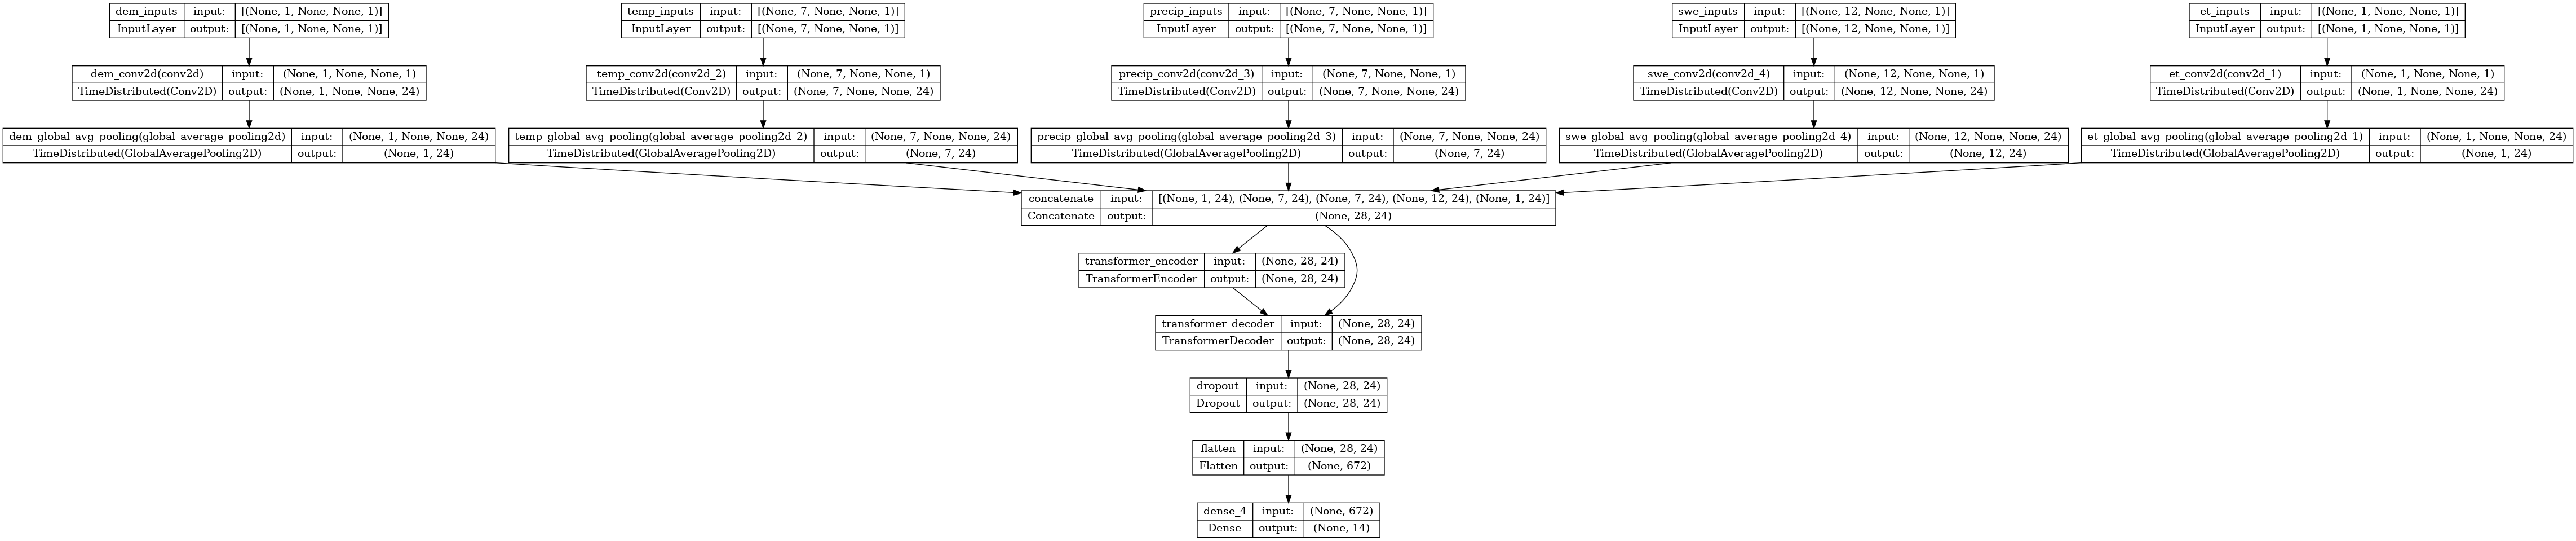 dem_inputs input: [(None, 1, None, None, 1)]
InputLayer output: [(None, 1, None, None, 1)]
temp_inputs input: [(None, 7, None, None, 1)]
InputLayer output: [(None, 7, None, None, 1)]
precip_inputs input: [(None, 7, None, None, 1)]
InputLayer output: [(None, 7, None, None, 1)]
swe_inputs input: [(None, 12, None, None, 1)]
InputLayer output: [(None, 12, None, None, 1)]
et_inputs input: [(None, 1, None, None, 1)]
InputLayer output: [(None, 1, None, None, 1)]
dem_conv2d(conv2d) input: (None, 1, None, None, 1)
TimeDistributed(Conv2D) output: (None, 1, None, None, 24)
temp_conv2d(conv2d_2) input: (None, 7, None, None, 1)
TimeDistributed(Conv2D) output: (None, 7, None, None, 24)
precip_conv2d(conv2d_3) input: (None, 7, None, None, 1)
TimeDistributed(Conv2D) output: (None, 7, None, None, 24)
swe_conv2d(conv2d_4) input: (None, 12, None, None, 1)
TimeDistributed(Conv2D) output: (None, 12, None, None, 24)
et_conv2d(conv2d_1) input: (None, 1, None, None, 1)
TimeDistributed(Conv2D) output: (None, 1, None, None, 24)
dem_global_avg_pooling(global_average_pooling2d) input: (None, 1, None, None, 24)
TimeDistributed(GlobalAveragePooling2D) output: (None, 1, 24)
temp_global_avg_pooling(global_average_pooling2d_2) input: (None, 7, None, None, 24)
TimeDistributed(GlobalAveragePooling2D) output: (None, 7, 24)
precip_global_avg_pooling(global_average_pooling2d_3) input: (None, 7, None, None, 24)
TimeDistributed(GlobalAveragePooling2D) output: (None, 7, 24)
swe_global_avg_pooling(global_average_pooling2d_4) input: (None, 12, None, None, 24)
TimeDistributed(GlobalAveragePooling2D) output: (None, 12, 24)
et_global_avg_pooling(global_average_pooling2d_1) input: (None, 1, None, None, 24)
TimeDistributed(GlobalAveragePooling2D) output: (None, 1, 24)
concatenate input: [(None, 1, 24), (None, 7, 24), (None, 7, 24), (None, 12, 24), (None, 1, 24)]
Concatenate output: (None, 28, 24)
transformer_encoder input: (None, 28, 24)
TransformerEncoder output: (None, 28, 24)
transformer_decoder input: (None, 28, 24)
TransformerDecoder output: (None, 28, 24)
dropout input: (None, 28, 24)
Dropout output: (None, 28, 24)
flatten input: (None, 28, 24)
Flatten output: (None, 672)
dense_4 input: (None, 672)
Dense output: (None, 14)